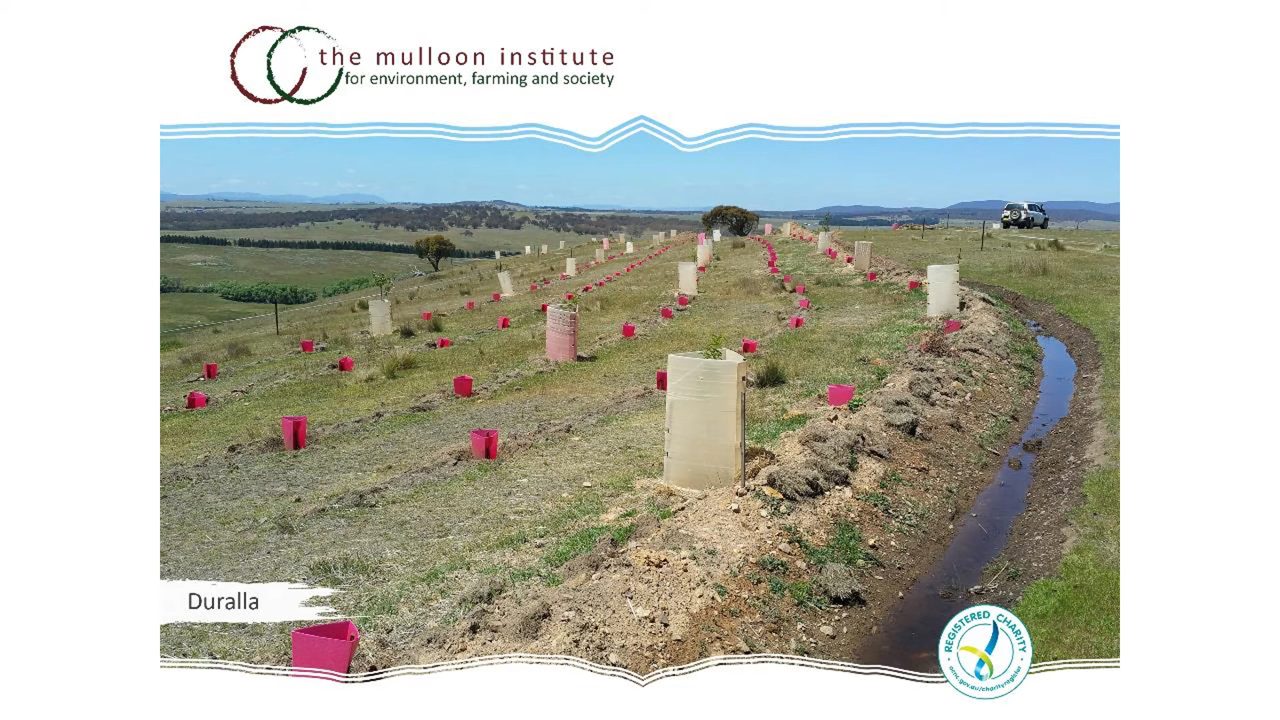 the mulloon institute
for environment, farming and society
Duralla
REGISTERED CHARITY
acnc.gov.au/charityregister